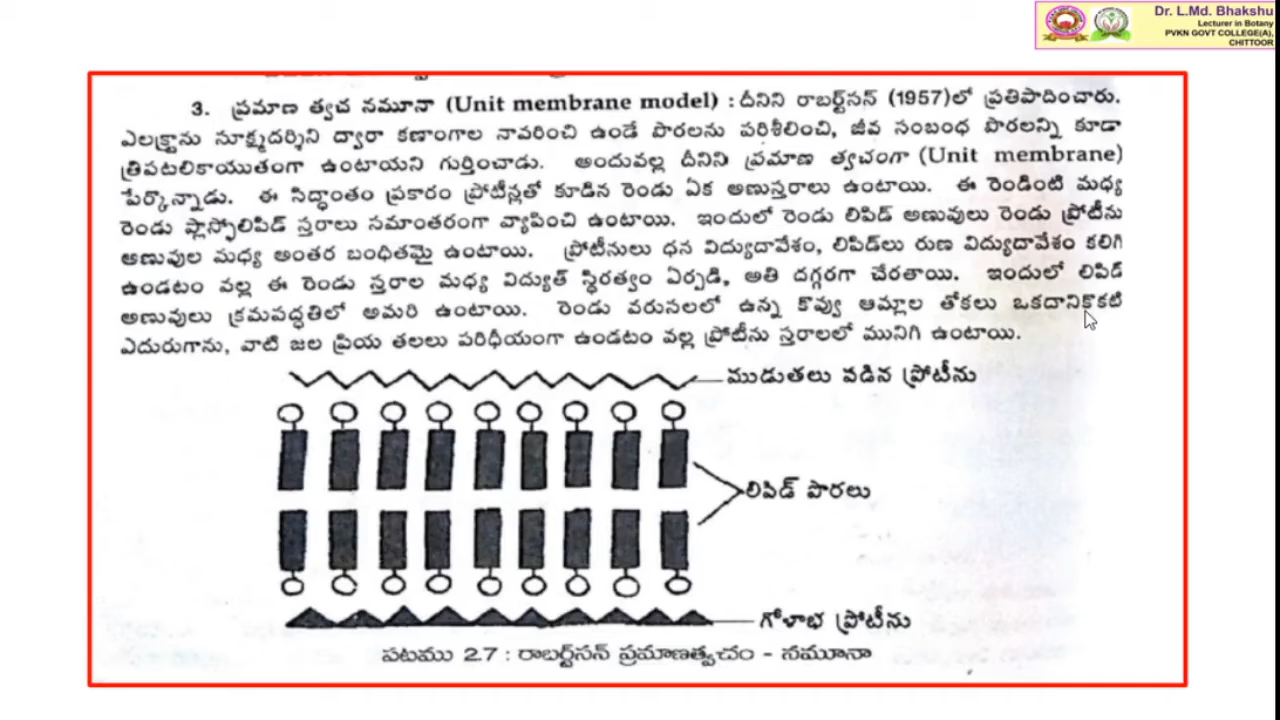 Dr. L.Md. Bhakshu
Lecturer in Botany
PVKN GOVT COLLEGE(A),
CHITTOOR
3. ప్రమాణ త్వచ నమూనా (Unit membrane model) : దీనిని రాబర్ట్‌సన్ (1957)లో ప్రతిపాదించారు.
ఎలక్ట్రాను సూక్ష్మదర్శిని ద్వారా కణాంగాల నావరించి ఉండే పొరలను పరిశీలించి, జీవ సంబంధ పొరలన్ని కూడా
త్రిపటలికాయుతంగా ఉంటాయని గుర్తించాడు. అందువల్ల దీనిని ప్రమాణ త్వచంగా (Unit membrane)
పేర్కొన్నాడు. ఈ సిద్ధాంతం ప్రకారం ప్రోటీన్లతో కూడిన రెండు ఏక అణుస్తరాలు ఉంటాయి. ఈ రెండింటి మధ్య
రెండు ఫ్లాస్ఫోలిపిడ్ స్తరాలు సమాంతరంగా వ్యాపించి ఉంటాయి. ఇందులో రెండు లిపిడ్ అణువులు రెండు ప్రోటీను
అణువుల మధ్య అంతర బంధితమై ఉంటాయి. ప్రోటీనులు ధన విద్యుదావేశం, లిపిడ్‌లు రుణ విద్యుదావేశం కలిగి
ఉండటం వల్ల ఈ రెండు స్తరాల మధ్య విద్యుత్ స్థిరత్వం ఏర్పడి, అతి దగ్గరగా చేరతాయి. ఇందులో లిపిడ్
అణువులు క్రమపద్ధతిలో అమరి ఉంటాయి. రెండు వరుసలలో ఉన్న కొవ్వు ఆమ్లాల తోకలు ఒకదానికొకటి
ఎదురుగాను, వాటి జల ప్రియ తలలు పరిధీయంగా ఉండటం వల్ల ప్రోటీను స్తరాలలో మునిగి ఉంటాయి.
ముడుతలు పడిన ప్రోటీను
లిపిడ్ పొరలు
గోళాభ ప్రోటీను
పటము 2.7 : రాబర్ట్‌సన్ ప్రమాణత్వచం - నమూనా